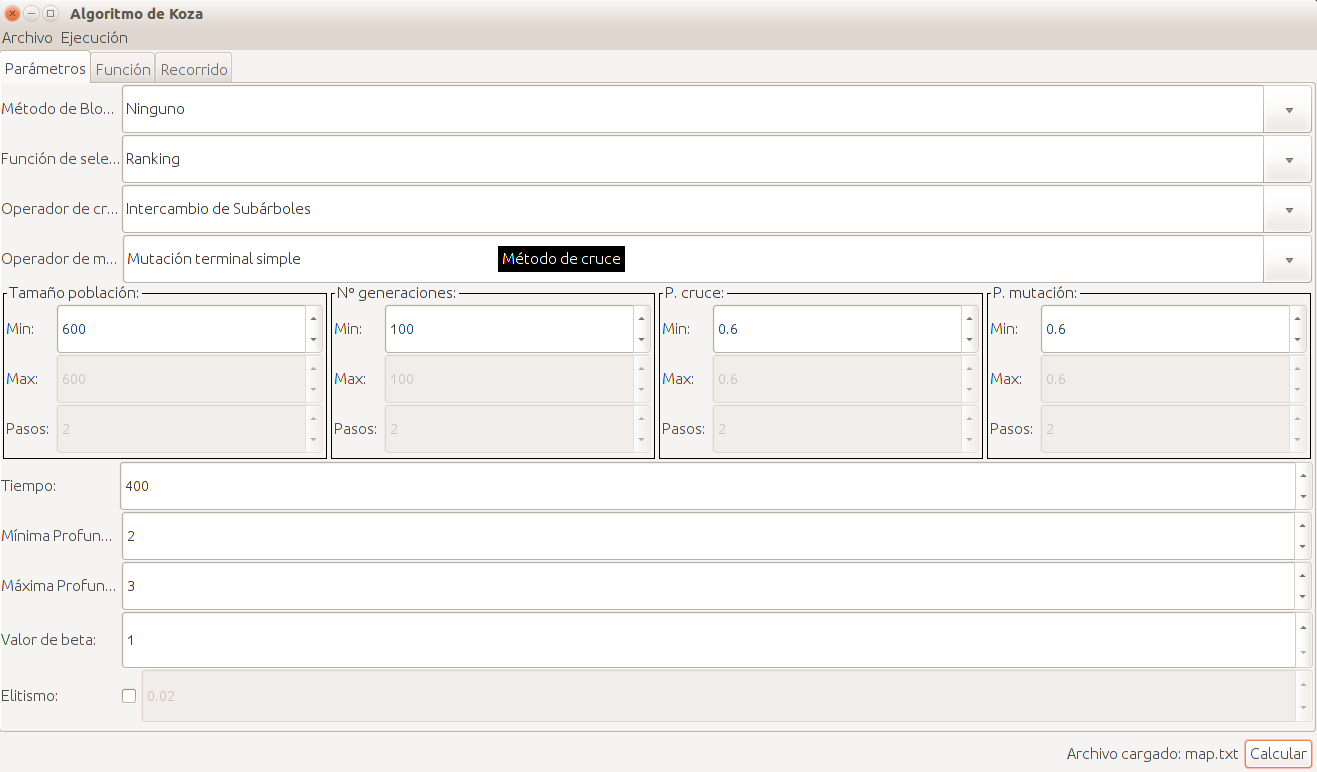 Algoritmo de Koza
Archivo Ejecución
Parámetros Función Recorrido
Método de Blo... Ninguno
Función de sele... Ranking
Operador de cr... Intercambio de Subárboles
Operador de m... Mutación terminal simple Método de cruce
Tamaño población: Nº generaciones: P. cruce: P. mutación:
Min: 600 Min: 100 Min: 0.6 Min: 0.6
Max: 600 Max: 100 Max: 0.6 Max: 0.6
Pasos: 2 Pasos: 2 Pasos: 2 Pasos: 2
Tiempo: 400
Mínima Profun... 2
Máxima Profun... 3
Valor de beta: 1
Elitismo: 0.02
Archivo cargado: map.txt Calcular